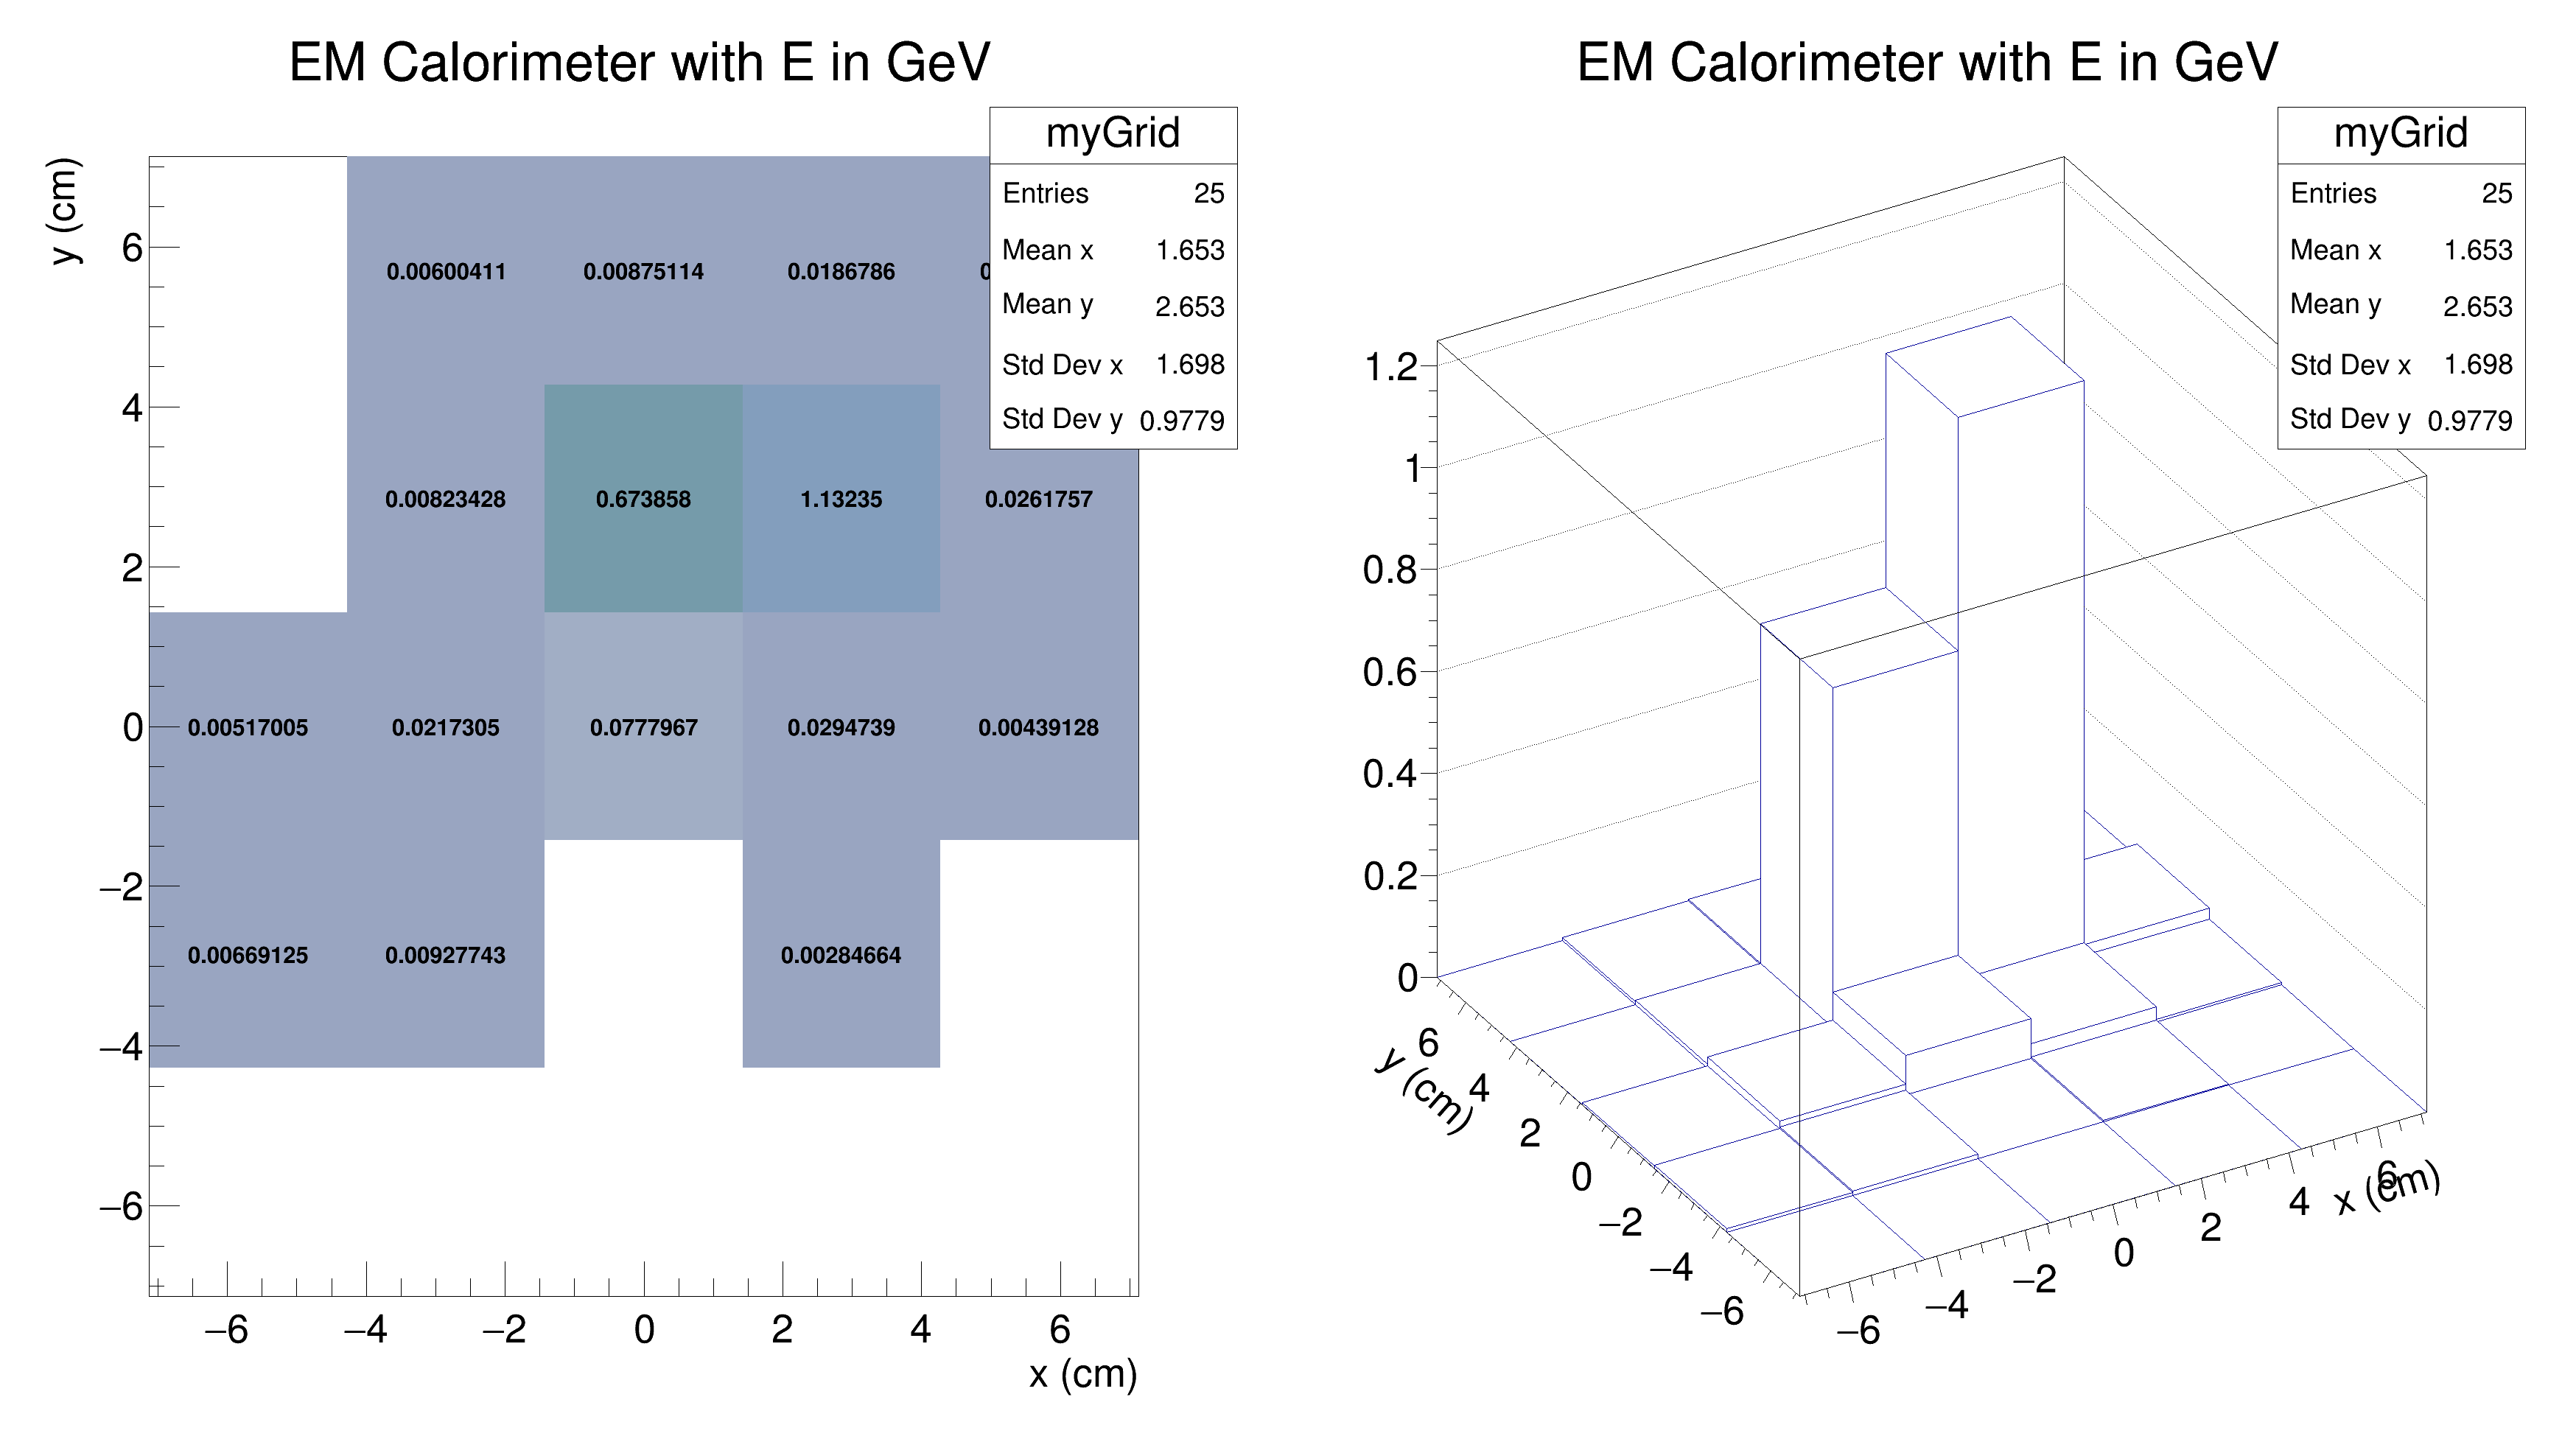 EM Calorimeter with E in GeV
myGrid
Entries 25
Mean x 1.653
Mean y 2.653
Std Dev x 1.698
Std Dev y 0.9779
y (cm)
6
4
2
0
−2
−4
−6
0.00600411 0.00875114 0.0186786
0.00823428 0.673858 1.13235 0.0261757
0.00517005 0.0217305 0.0777967 0.0294739 0.00439128
0.00669125 0.00927743 0.00284664
−6 −4 −2 0 2 4 6
x (cm)
EM Calorimeter with E in GeV
myGrid
Entries 25
Mean x 1.653
Mean y 2.653
Std Dev x 1.698
Std Dev y 0.9779
1.2
1
0.8
0.6
0.4
0.2
0
6
4
2
0
−2
−4
−6
y (cm)
−6 −4 −2 0 2 4 6
x (cm)